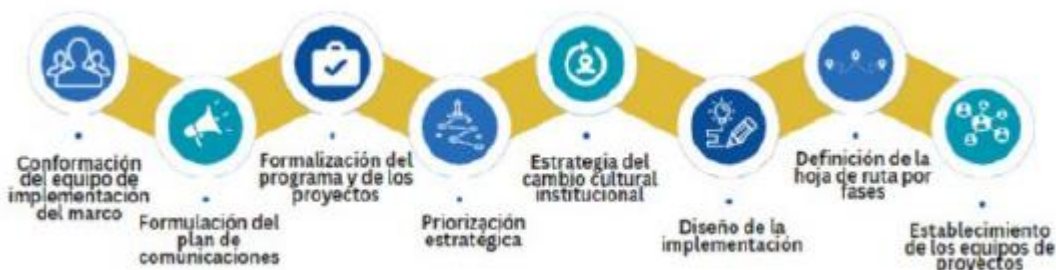 Conformación
del equipo de
implementación
del marco
Formulación del
plan de
comunicaciones
Formalización del
programa y de los
proyectos
Priorización
estratégica
Estrategia del
cambio cultural
institucional
Diseño de la
implementación
Definición de la
hoja de ruta por
fases
Establecimiento
de los equipos de
proyectos